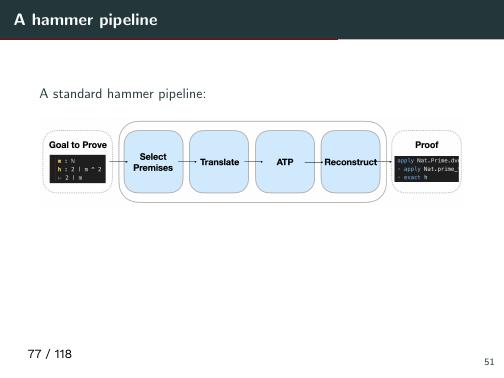 A hammer pipeline
A standard hammer pipeline:
Goal to Prove
m : ℕ
h : 2 ∣ m ^ 2
⊢ 2 ∣ m
Select
Premises
Translate
ATP
Reconstruct
Proof
apply Nat.Prime.dv
· apply Nat.prime_
· exact h
77 / 118
51